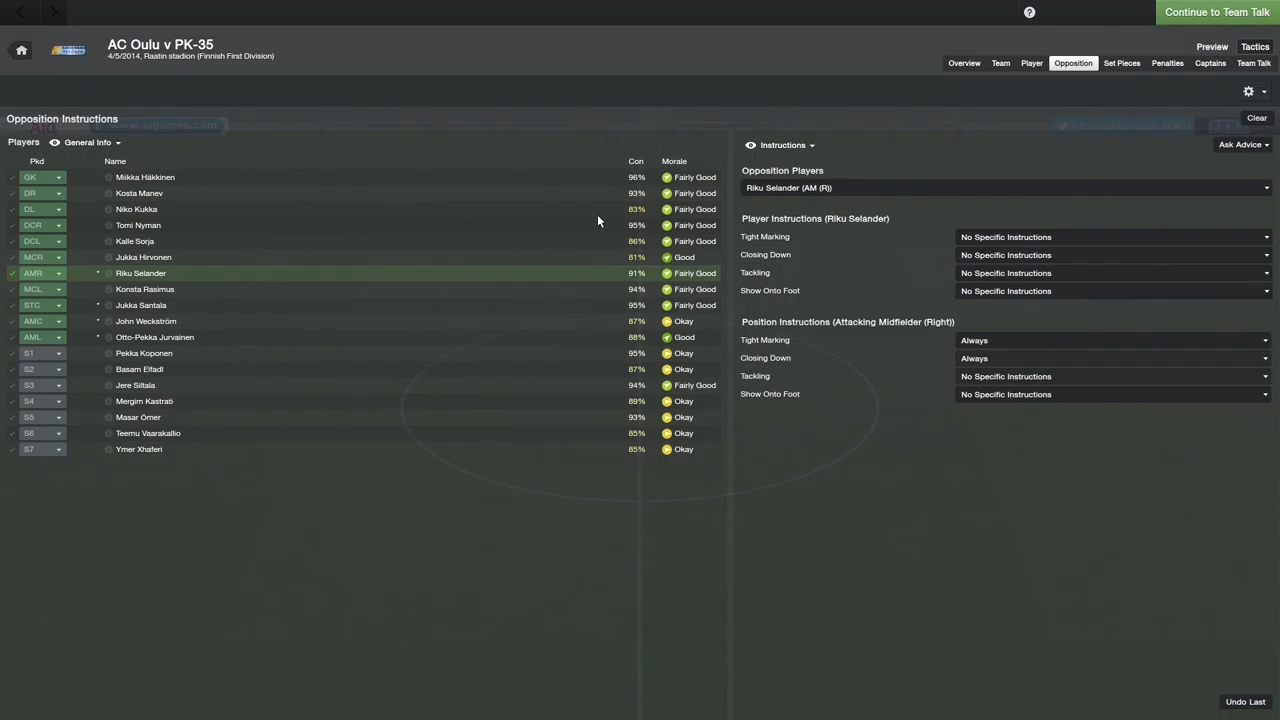 ? Continue to Team Talk
AC Oulu v PK-35
4/5/2014, Raatin stadion (Finnish First Division)
Preview Tactics
Overview Team Player Opposition Set Pieces Penalties Captains Team Talk
Opposition Instructions
www.sigames.com
Clear
Players General Info
Instructions
Ask Advice
Pkd Name Con Morale
GK Miikka Häkkinen 96% Fairly Good
DR Kosta Manev 93% Fairly Good
DL Niko Kukka 83% Fairly Good
DCR Tomi Nyman 95% Fairly Good
DCL Kalle Sorja 86% Fairly Good
MCR Jukka Hirvonen 81% Good
AMR * Riku Selander 91% Fairly Good
MCL Konsta Rasimus 94% Fairly Good
STC * Jukka Santala 95% Fairly Good
AMC * John Weckström 87% Okay
AML * Otto-Pekka Jurvainen 88% Good
S1 Pekka Koponen 95% Okay
S2 Basam Elfadl 87% Okay
S3 Jere Siltala 94% Fairly Good
S4 Mergim Kastrati 89% Okay
S5 Masar Ömer 93% Okay
S6 Teemu Vaarakallio 85% Okay
S7 Ymer Xhaferi 85% Okay
Opposition Players
Riku Selander (AM (R))
Player Instructions (Riku Selander)
Tight Marking No Specific Instructions
Closing Down No Specific Instructions
Tackling No Specific Instructions
Show Onto Foot No Specific Instructions
Position Instructions (Attacking Midfielder (Right))
Tight Marking Always
Closing Down Always
Tackling No Specific Instructions
Show Onto Foot No Specific Instructions
Undo Last